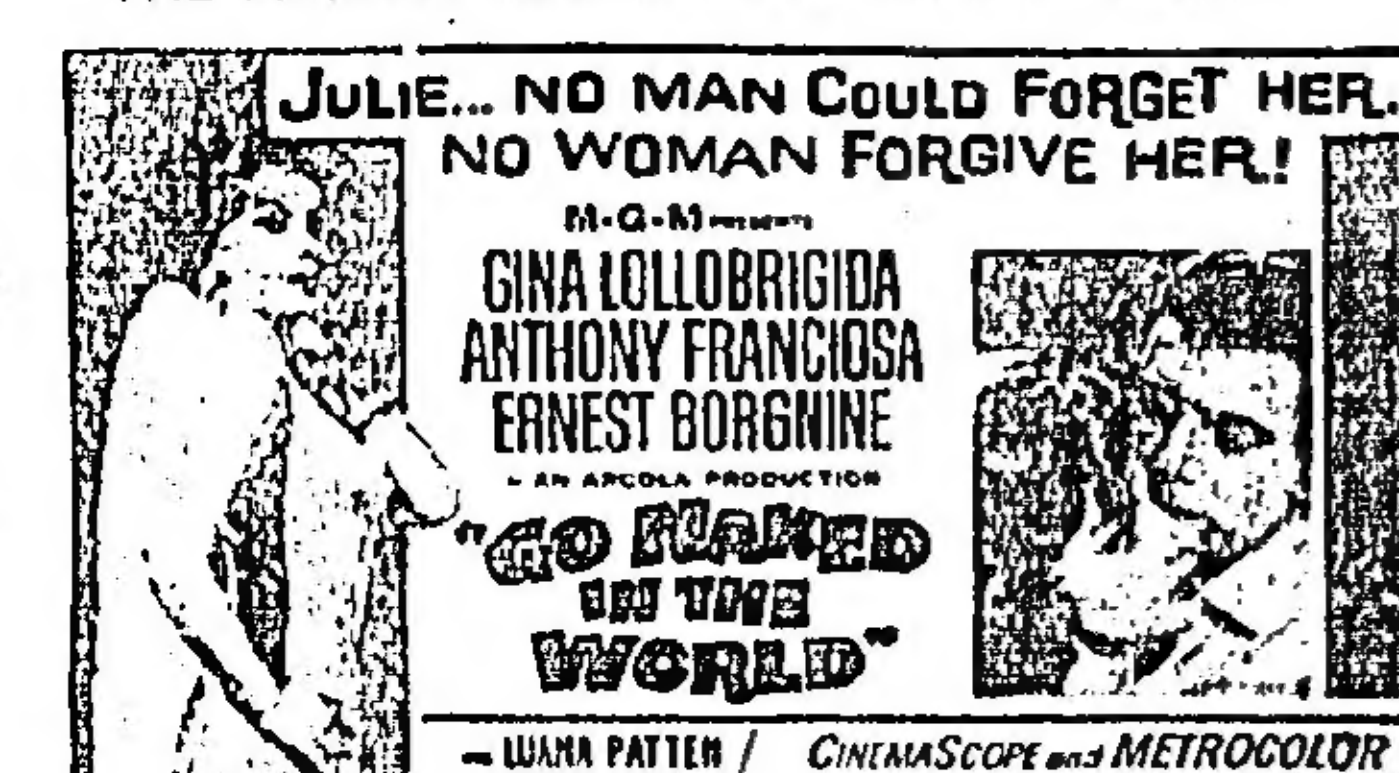 JULIE... NO MAN COULD FORGET HER.
NO WOMAN FORGIVE HER!
M-G-M PRESENTS
GINA LOLLOBRIGIDA
ANTHONY FRANCIOSA
ERNEST BORGNINE
AN ARCOLA PRODUCTION
"GO NAKED
IN THE
WORLD"
LUANA PATTEN / CINEMASCOPE and METROCOLOR